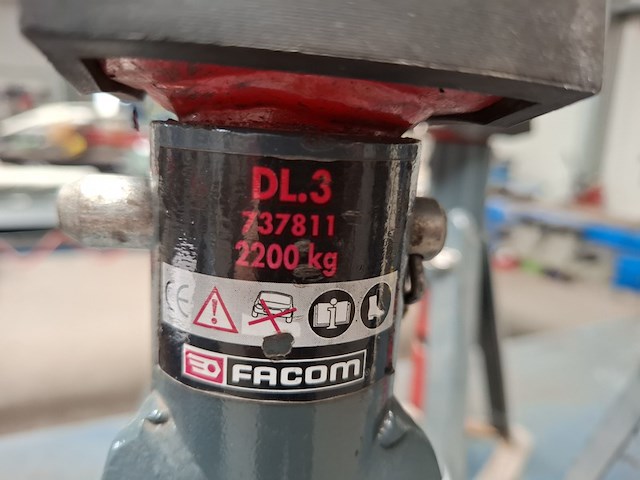 DL.3
737811
2200 kg
CE
FACOM